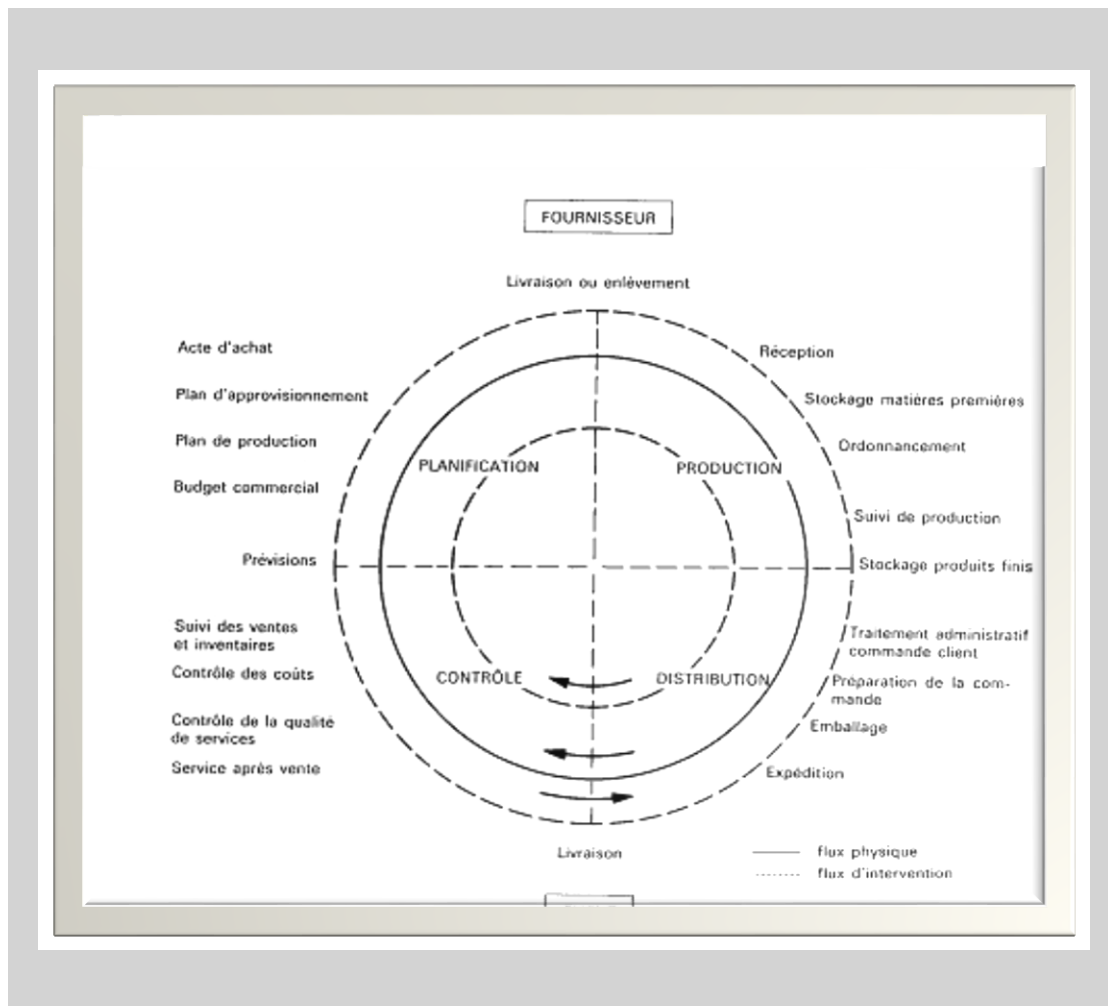 FOURNISSEUR
Livraison ou enlèvement
Acte d'achat
Plan d'approvisionnement
Plan de production
Budget commercial
Prévisions
Suivi des ventes
et inventaires
Contrôle des coûts
Contrôle de la qualité
de services
Service après vente
PLANIFICATION
PRODUCTION
CONTRÔLE
DISTRIBUTION
Réception
Stockage matières premières
Ordonnancement
Suivi de production
Stockage produits finis
Traitement administratif
commande client
Préparation de la com-
mande
Emballage
Expédition
Livraison
flux physique
flux d'intervention